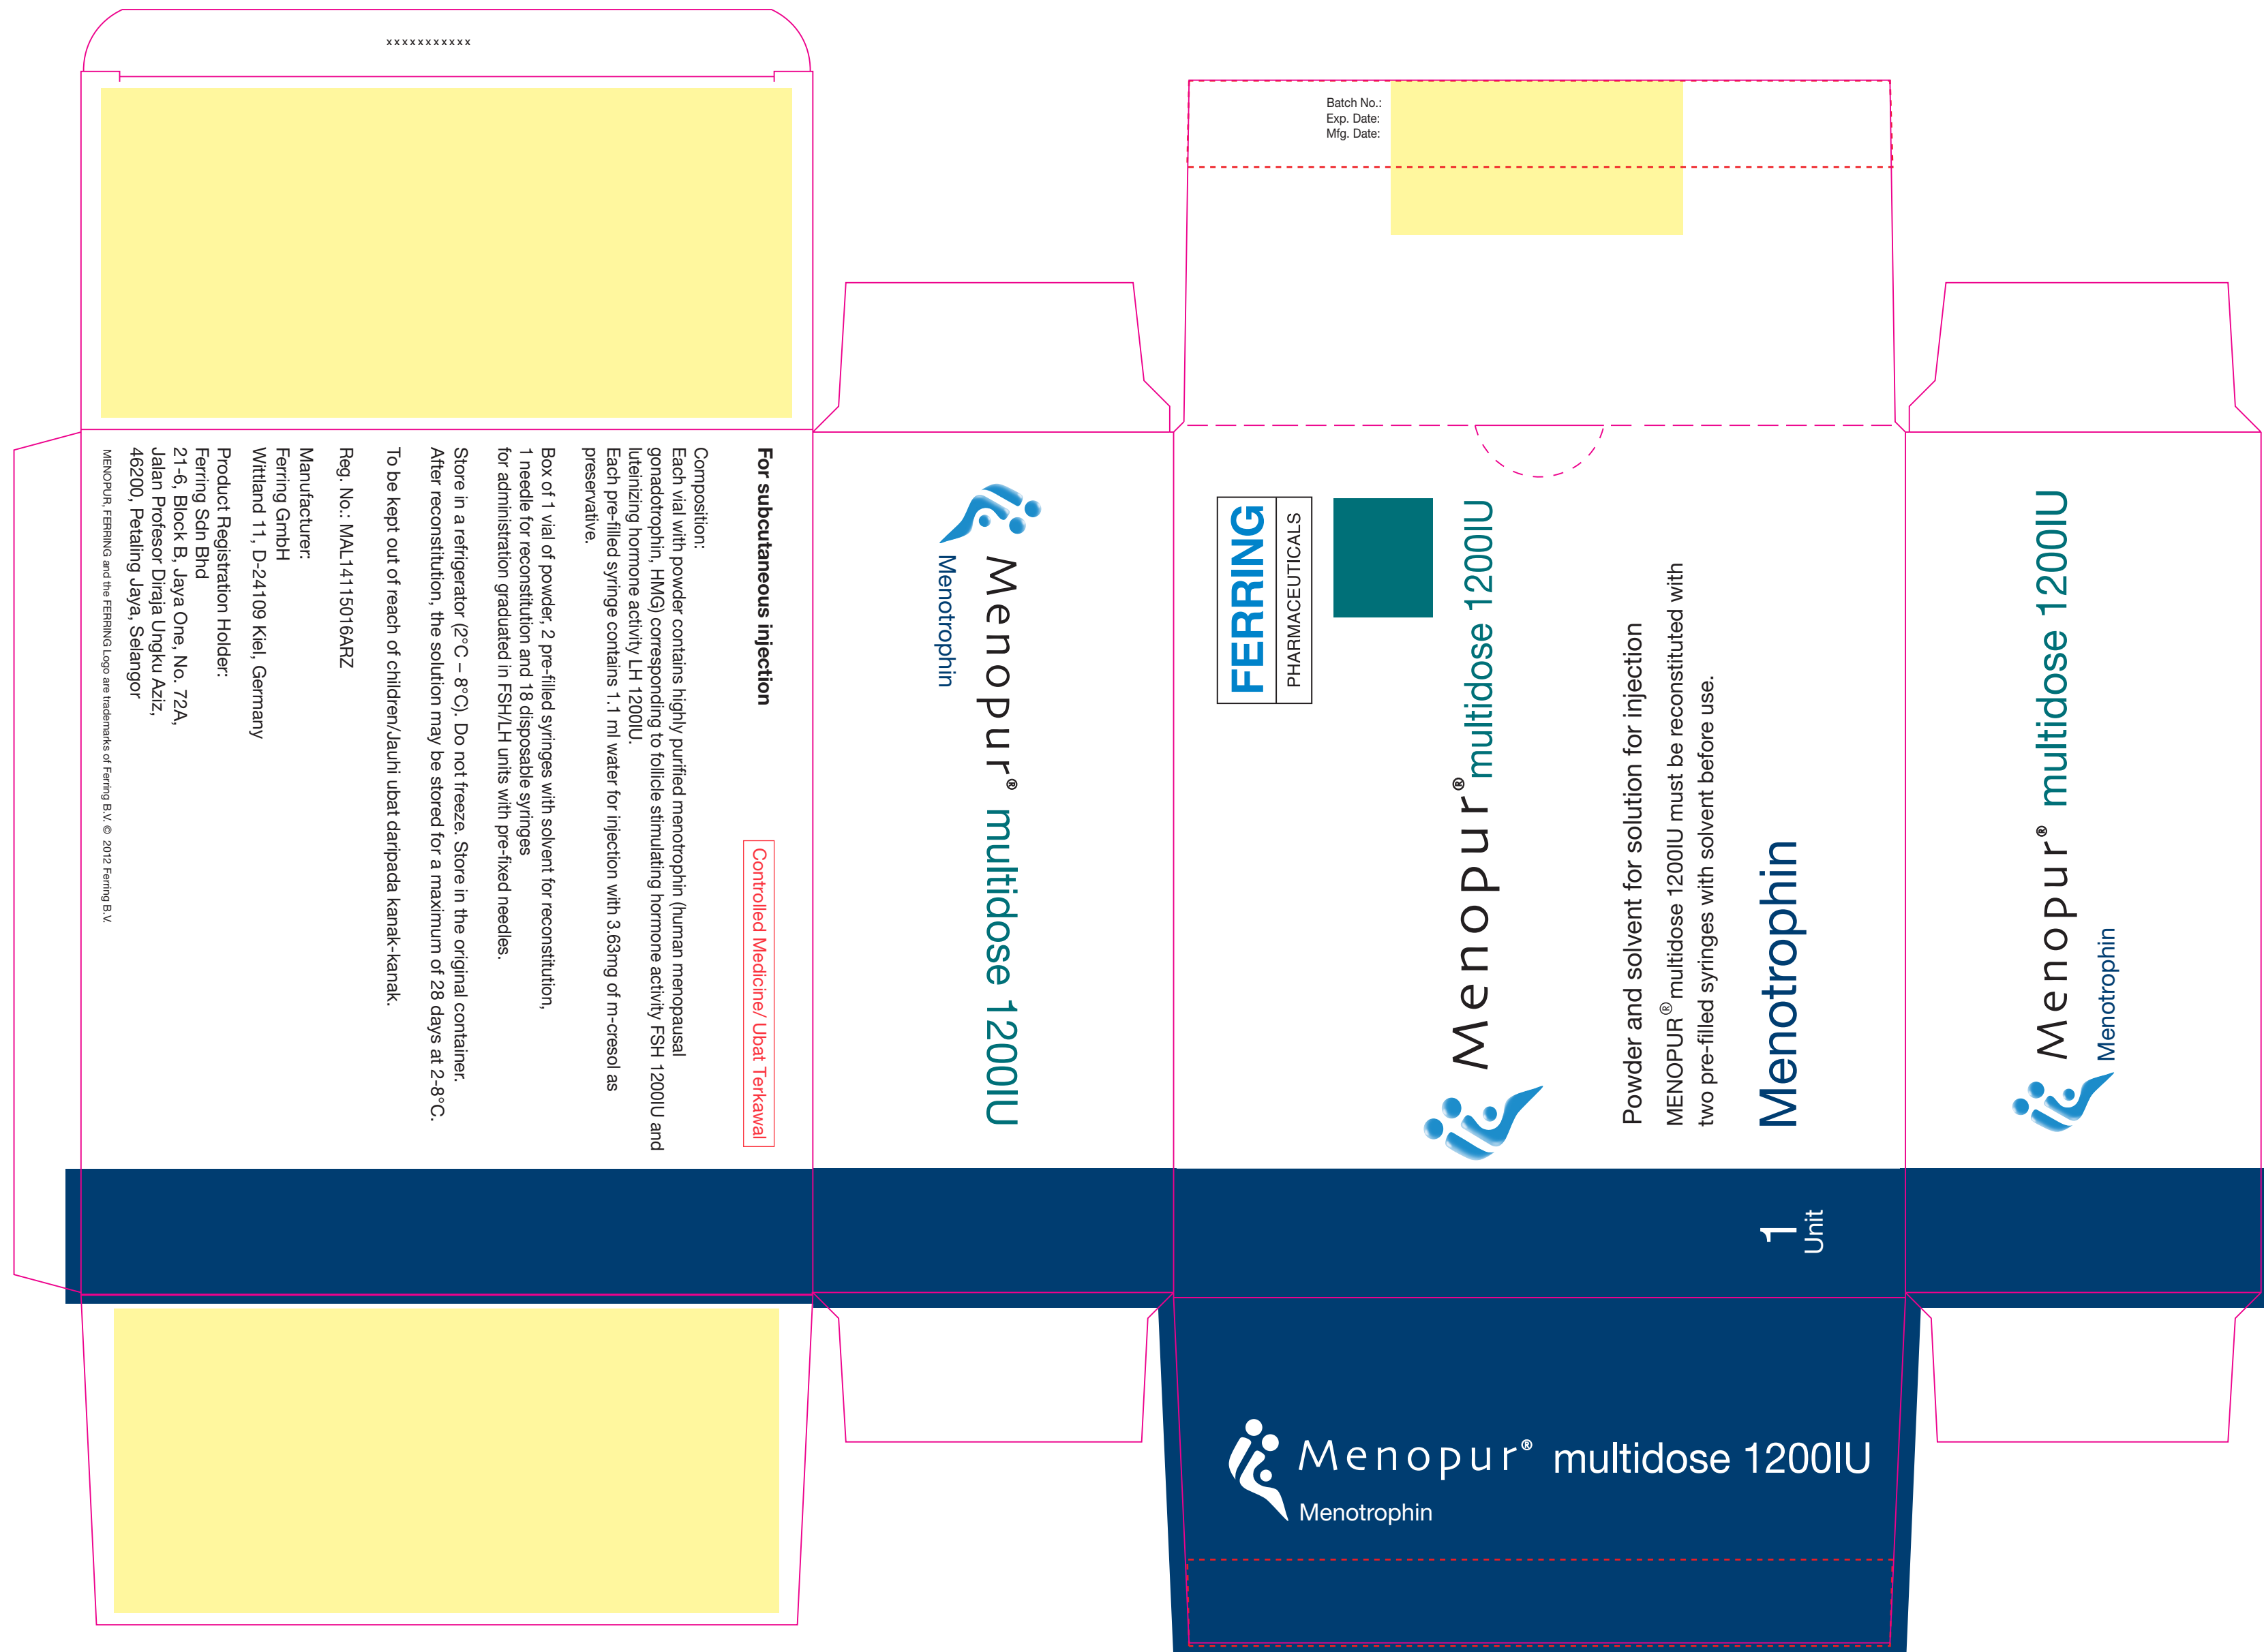 xxxxxxxxxxx
For subcutaneous injection
Controlled Medicine/ Ubat Terkawal
Composition:
Each vial with powder contains highly purified menotrophin (human menopausal
gonadotrophin, HMG) corresponding to follicle stimulating hormone activity FSH 1200IU and
luteinizing hormone activity LH 1200IU.
Each pre-filled syringe contains 1.1 ml water for injection with 3.63mg of m-cresol as
preservative.
Box of 1 vial of powder, 2 pre-filled syringes with solvent for reconstitution,
1 needle for reconstitution and 18 disposable syringes
for administration graduated in FSH/LH units with pre-fixed needles.
Store in a refrigerator (2°C – 8°C). Do not freeze. Store in the original container.
After reconstitution, the solution may be stored for a maximum of 28 days at 2-8°C.
To be kept out of reach of children/Jauhi ubat daripada kanak-kanak.
Reg. No.: MAL14115016ARZ
Manufacturer:
Ferring GmbH
Wittland 11, D-24109 Kiel, Germany
Product Registration Holder:
Ferring Sdn Bhd
21-6, Block B, Jaya One, No. 72A,
Jalan Profesor Diraja Ungku Aziz,
46200, Petaling Jaya, Selangor
MENOPUR, FERRING and the FERRING Logo are trademarks of Ferring B.V. © 2012 Ferring B.V.
Menopur® multidose 1200IU
Menotrophin
Batch No.:
Exp. Date:
Mfg. Date:
FERRING
PHARMACEUTICALS
Menopur® multidose 1200IU
Powder and solvent for solution for injection
MENOPUR® multidose 1200IU must be reconstituted with
two pre-filled syringes with solvent before use.
Menotrophin
1
Unit
Menopur® multidose 1200IU
Menotrophin
Menopur® multidose 1200IU
Menotrophin